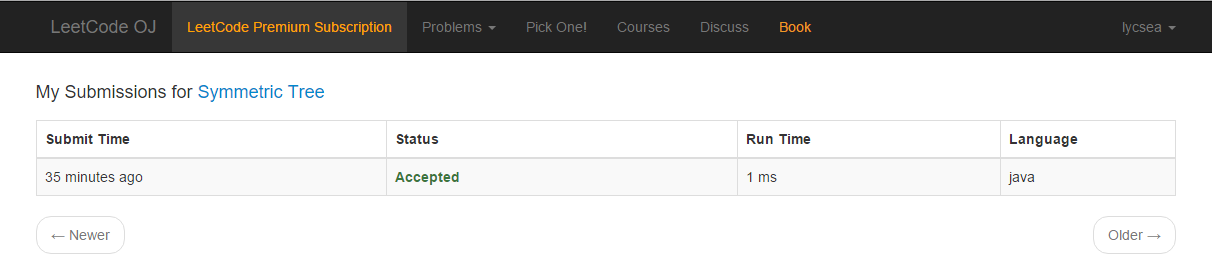 LeetCode OJ LeetCode Premium Subscription Problems Pick One! Courses Discuss Book lycsea
My Submissions for Symmetric Tree
Submit Time Status Run Time Language
35 minutes ago Accepted 1 ms java
← Newer Older →